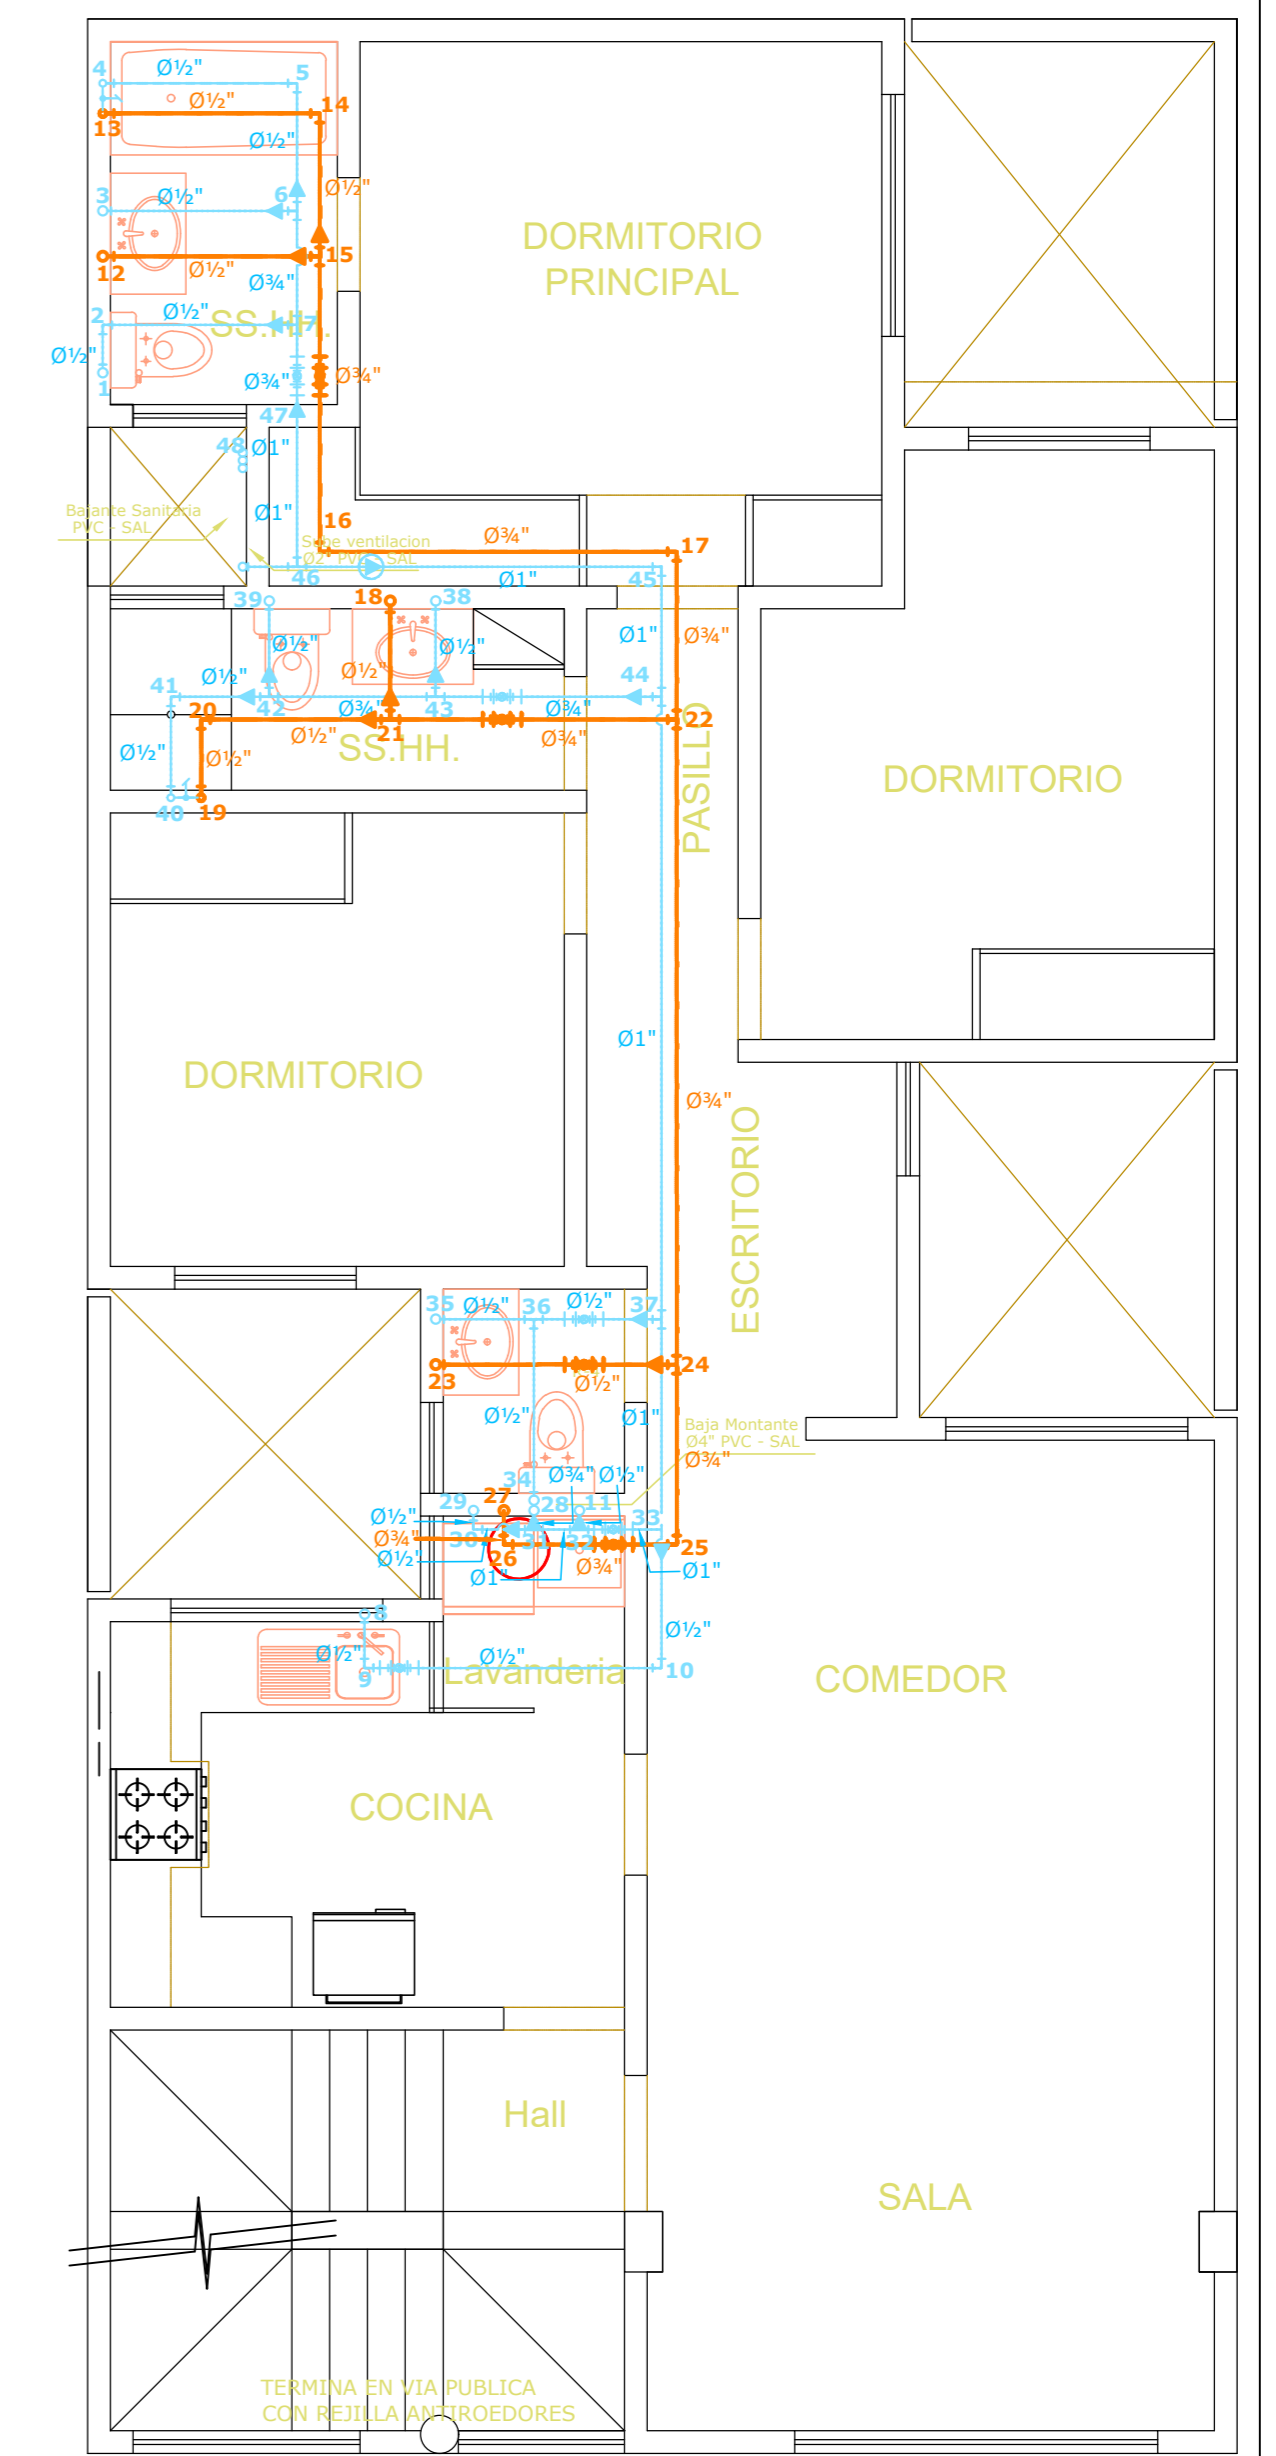 4
Ø½"
5
Ø½"
14
13
Ø½"
3
Ø½"
6
Ø½"
DORMITORIO
PRINCIPAL
12
Ø½"
15
Ø¾"
2
Ø½"
SS.HH.
7
Ø½"
1
Ø¾"
Ø¾"
47
48
Ø1"
Bajante Sanitaria
PVC - SAL
Ø1"
16
Sube ventilacion
Ø2" PVC - SAL
Ø¾"
17
46
Ø1"
45
39
18
38
Ø½"
Ø½"
Ø½"
Ø1"
Ø¾"
41
Ø½"
44
20
42
Ø¾"
43
Ø¾"
22
Ø½"
21
Ø¾"
Ø½"
Ø½"
SS.HH.
PASILLO
DORMITORIO
40
19
Ø1"
DORMITORIO
Ø¾"
ESCRITORIO
35
Ø½"
36
Ø½"
37
23
Ø½"
24
Ø½"
Ø1"
Baja Montante
Ø4" PVC - SAL
Ø¾"
34
Ø¾"
Ø½"
29
27
28
11
Ø½"
33
Ø¾"
30
31
32
25
Ø½"
26
Ø¾"
Ø1"
Ø1"
8
Ø½"
Ø½"
Ø½"
9
Lavanderia
10
COMEDOR
COCINA
Hall
SALA
TERMINA EN VIA PUBLICA
CON REJILLA ANTIROEDORES